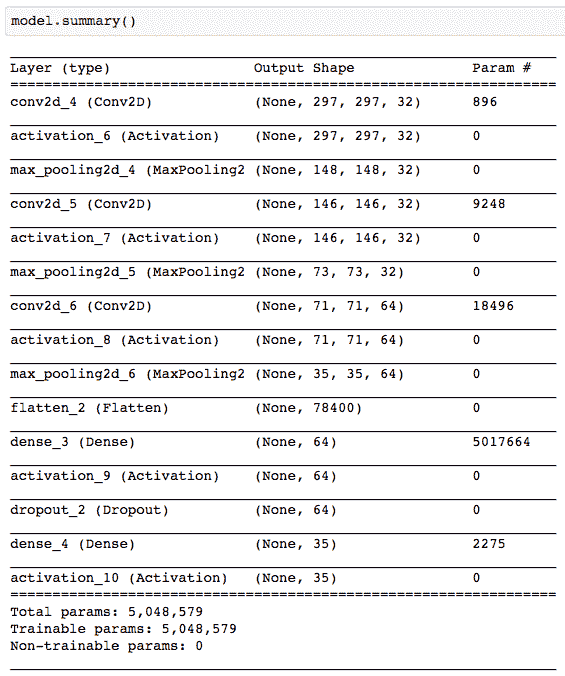 model.summary()
Layer (type) Output Shape Param #
conv2d_4 (Conv2D) (None, 297, 297, 32) 896
activation_6 (Activation) (None, 297, 297, 32) 0
max_pooling2d_4 (MaxPooling2 (None, 148, 148, 32) 0
conv2d_5 (Conv2D) (None, 146, 146, 32) 9248
activation_7 (Activation) (None, 146, 146, 32) 0
max_pooling2d_5 (MaxPooling2 (None, 73, 73, 32) 0
conv2d_6 (Conv2D) (None, 71, 71, 64) 18496
activation_8 (Activation) (None, 71, 71, 64) 0
max_pooling2d_6 (MaxPooling2 (None, 35, 35, 64) 0
flatten_2 (Flatten) (None, 78400) 0
dense_3 (Dense) (None, 64) 5017664
activation_9 (Activation) (None, 64) 0
dropout_2 (Dropout) (None, 64) 0
dense_4 (Dense) (None, 35) 2275
activation_10 (Activation) (None, 35) 0
Total params: 5,048,579
Trainable params: 5,048,579
Non-trainable params: 0